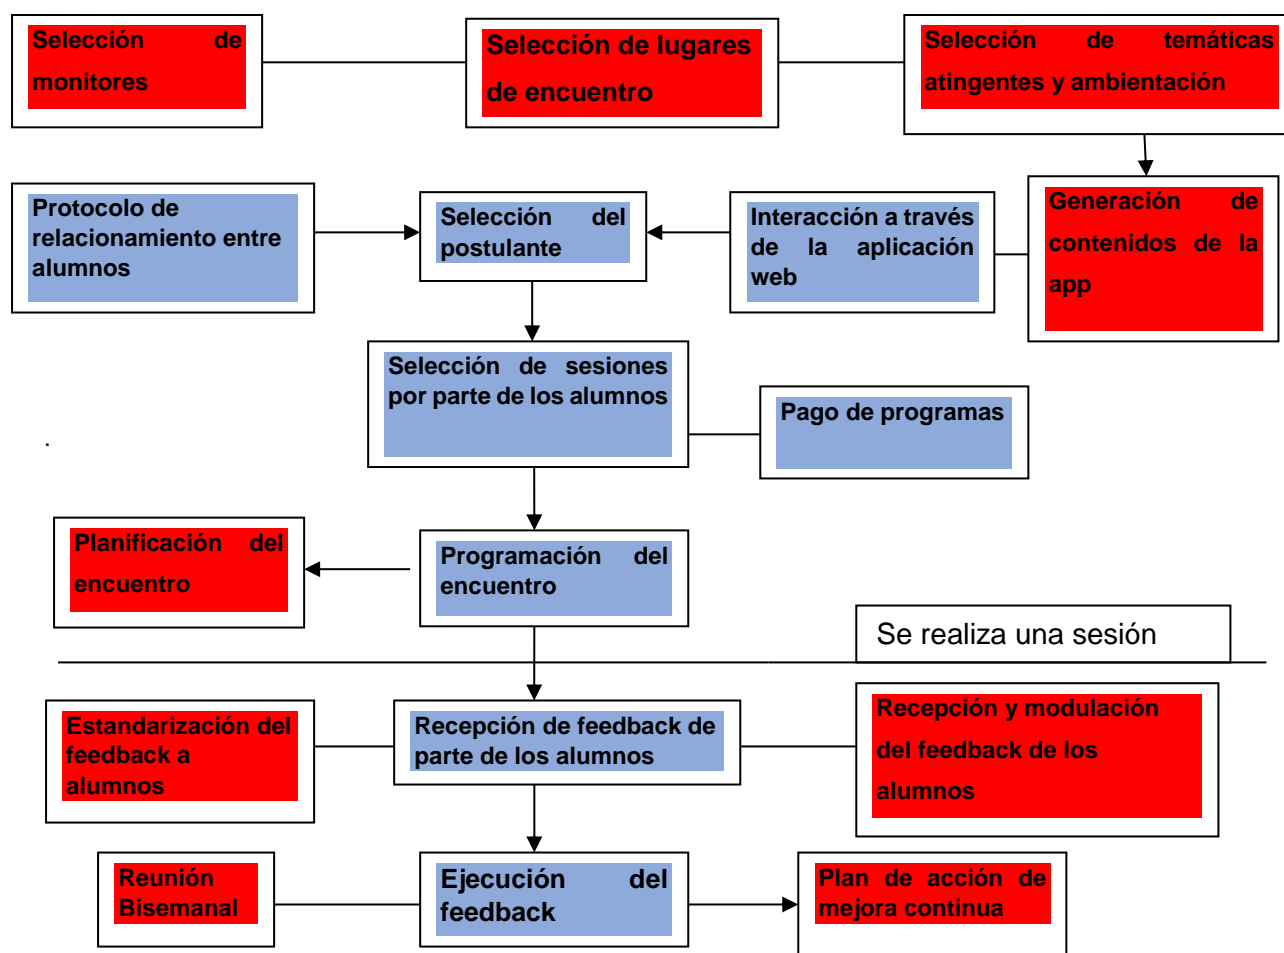 Selección de
monitores
Selección de lugares
de encuentro
Selección de temáticas
atingentes y ambientación
Protocolo de
relacionamiento entre
alumnos
Selección del
postulante
Interacción a través
de la aplicación
web
Generación de
contenidos de la
app
Selección de sesiones
por parte de los alumnos
Pago de programas
.
Planificación del
encuentro
Programación del
encuentro
Se realiza una sesión
Estandarización del
feedback a
alumnos
Recepción de feedback de
parte de los alumnos
Recepción y modulación
del feedback de los
alumnos
Reunión
Bisemanal
Ejecución del
feedback
Plan de acción de
mejora continua